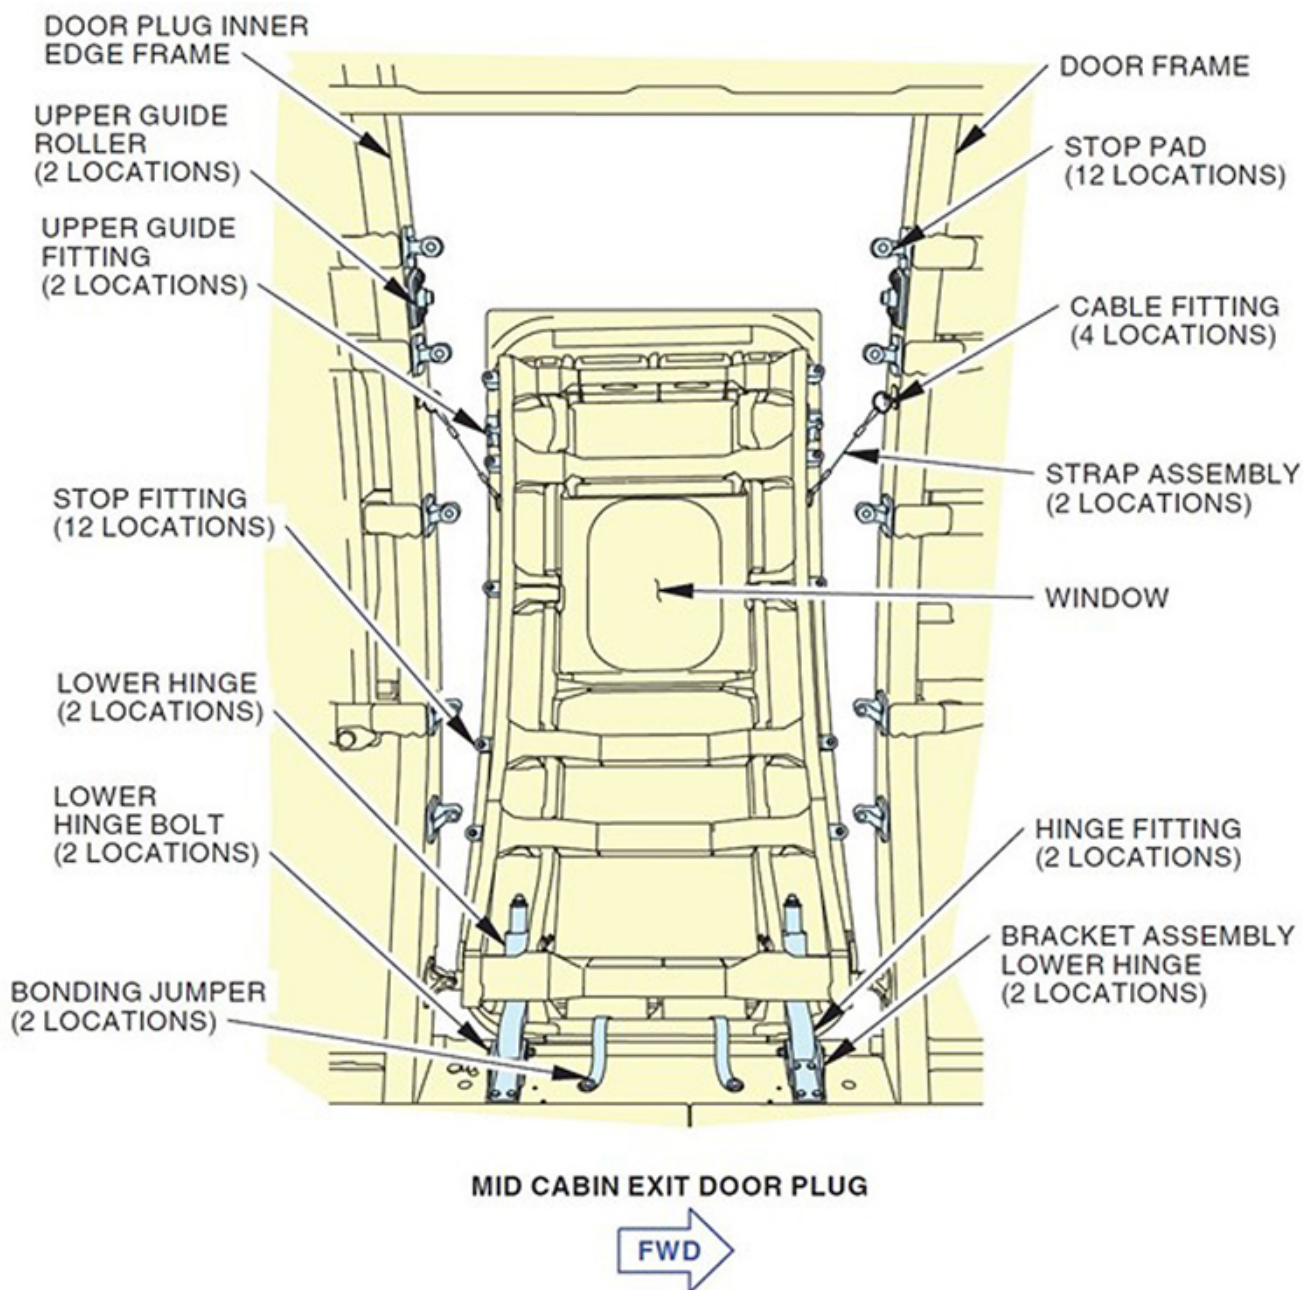 DOOR PLUG INNER
EDGE FRAME
UPPER GUIDE
ROLLER
(2 LOCATIONS)
UPPER GUIDE
FITTING
(2 LOCATIONS)
STOP FITTING
(12 LOCATIONS)
LOWER HINGE
(2 LOCATIONS)
LOWER
HINGE BOLT
(2 LOCATIONS)
BONDING JUMPER
(2 LOCATIONS)
DOOR FRAME
STOP PAD
(12 LOCATIONS)
CABLE FITTING
(4 LOCATIONS)
STRAP ASSEMBLY
(2 LOCATIONS)
WINDOW
HINGE FITTING
(2 LOCATIONS)
BRACKET ASSEMBLY
LOWER HINGE
(2 LOCATIONS)
MID CABIN EXIT DOOR PLUG
FWD